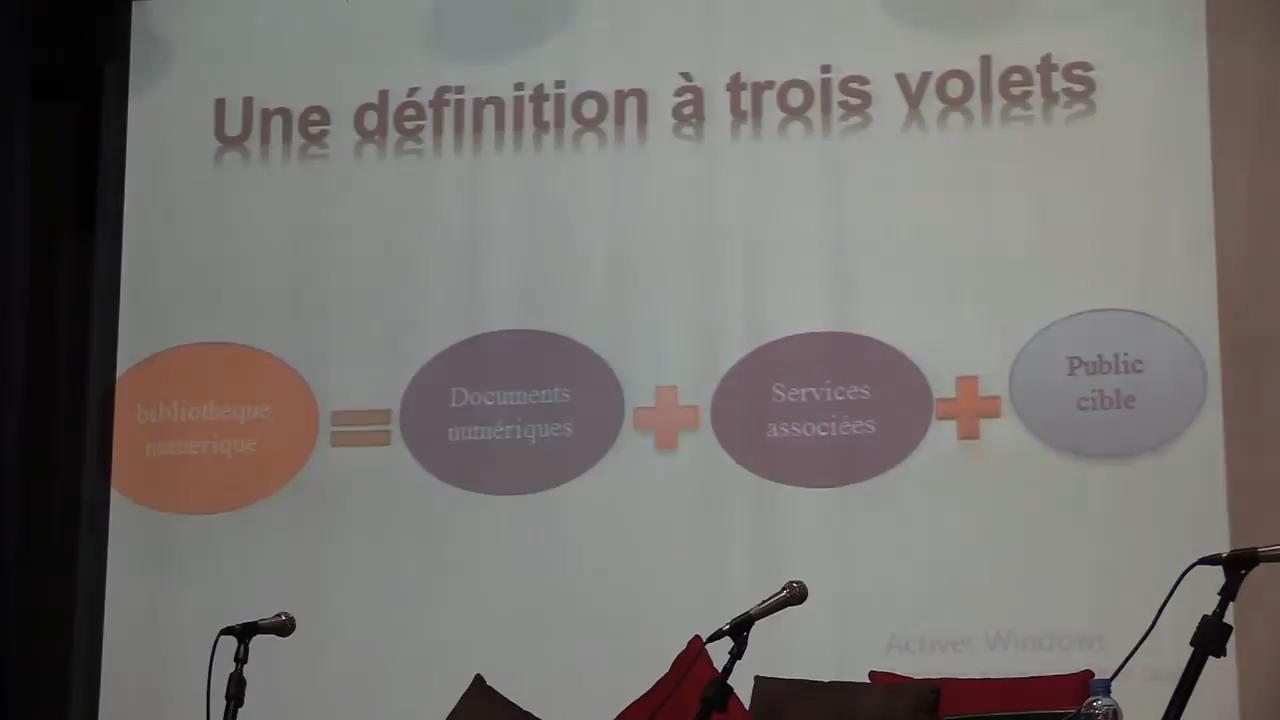 Une définition à trois volets
bibliothèque
numérique
Documents
numériques
Services
associées
Public
cible
Activer Windows